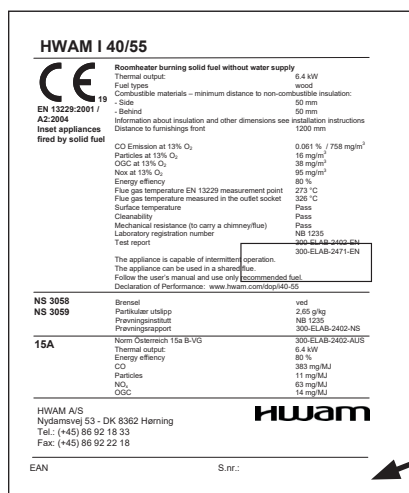 HWAM I 40/55
CE 19
EN 13229:2001 /
A2:2004
Inset appliances
fired by solid fuel
Roomheater burning solid fuel without water supply
Thermal output: 6.4 kW
Fuel types wood
Combustible materials – minimum distance to non-combustible insulation:
- Side 50 mm
- Behind 50 mm
Information about insulation and other dimensions see installation instructions
Distance to furnishings front 1200 mm
CO Emission at 13% O₂ 0.061 % / 758 mg/m³
Particles at 13% O₂ 16 mg/m³
OGC at 13% O₂ 38 mg/m³
Nox at 13% O₂ 95 mg/m³
Energy effiency 80 %
Flue gas temperature EN 13229 measurement point 273 °C
Flue gas temperature measured in the outlet socket 326 °C
Surface temperature Pass
Cleanability Pass
Mechanical resistance (to carry a chimney/flue) Pass
Laboratory registration number NB 1235
Test report 300-ELAB-2402-EN
300-ELAB-2471-EN
The appliance is capable of intermittent operation.
The appliance can be used in a shared flue.
Follow the user's manual and use only recommended fuel.
Declaration of Performance: www.hwam.com/dop/i40-55
NS 3058
NS 3059
Brensel ved
Partikulær utslipp 2,65 g/kg
Prøvningsinstitutt NB 1235
Prøvningsrapport 300-ELAB-2402-NS
15A
Norm Österreich 15a B-VG 300-ELAB-2402-AUS
Thermal output: 6.4 kW
Energy effiency 80 %
CO 383 mg/MJ
Particles 11 mg/MJ
NOₓ 63 mg/MJ
OGC 14 mg/MJ
HWAM A/S
Nydamsvej 53 - DK 8362 Hørning
Tel.: (+45) 86 92 18 33
Fax: (+45) 86 92 22 18
HWAM
EAN S.nr.: